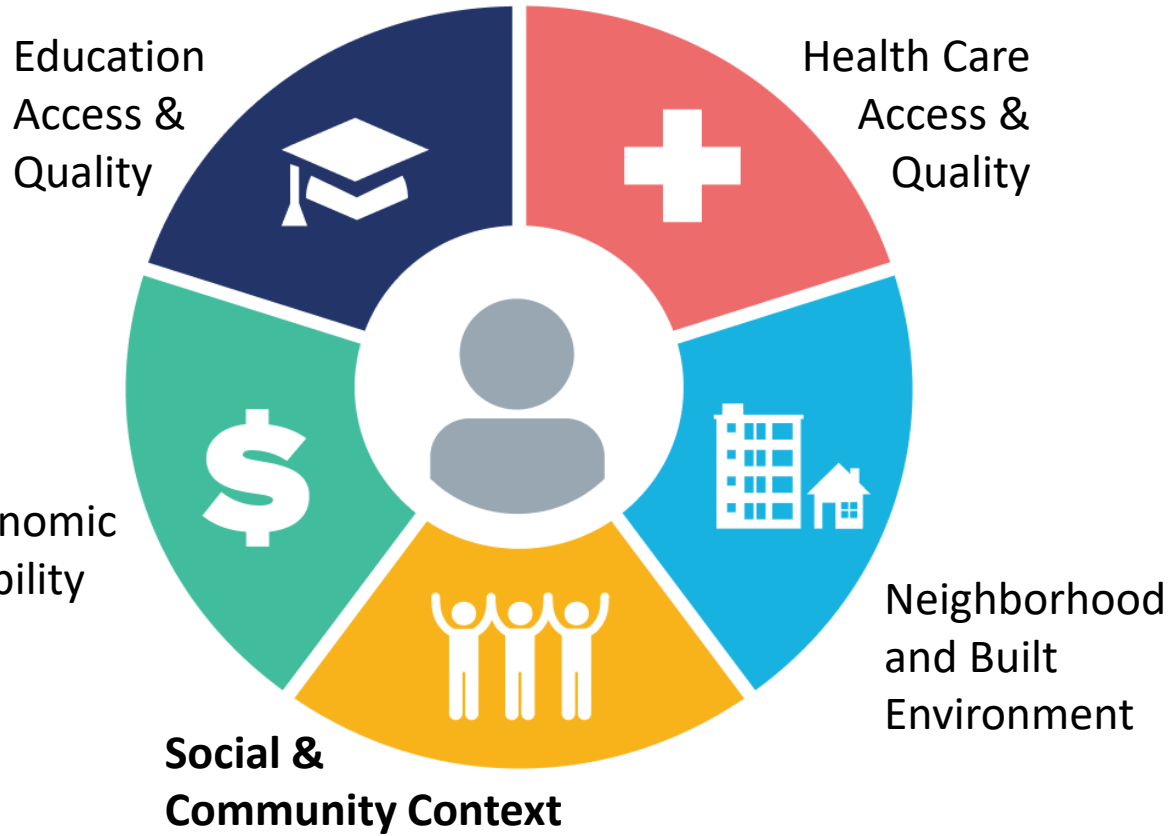 Education
Access &
Quality
Health Care
Access &
Quality
$
nomic
bility
Neighborhood
and Built
Environment
Social &
Community Context